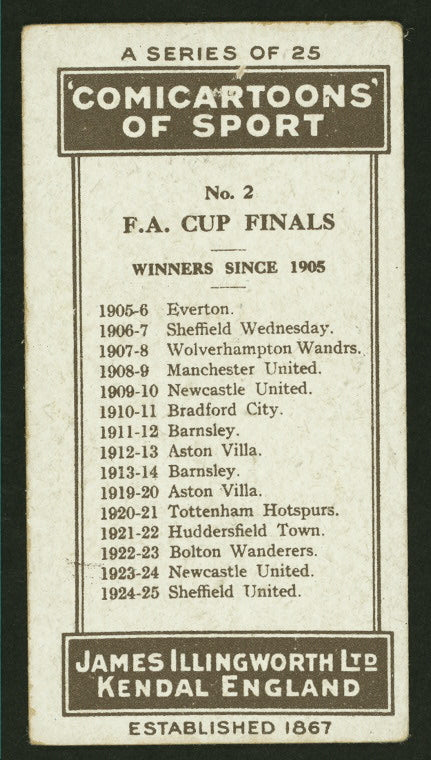 A SERIES OF 25
'COMICARTOONS'
OF SPORT
No. 2
F.A. CUP FINALS
WINNERS SINCE 1905
1905-6 Everton.
1906-7 Sheffield Wednesday.
1907-8 Wolverhampton Wandrs.
1908-9 Manchester United.
1909-10 Newcastle United.
1910-11 Bradford City.
1911-12 Barnsley.
1912-13 Aston Villa.
1913-14 Barnsley.
1919-20 Aston Villa.
1920-21 Tottenham Hotspurs.
1921-22 Huddersfield Town.
1922-23 Bolton Wanderers.
1923-24 Newcastle United.
1924-25 Sheffield United.
JAMES ILLINGWORTH LTD
KENDAL ENGLAND
ESTABLISHED 1867